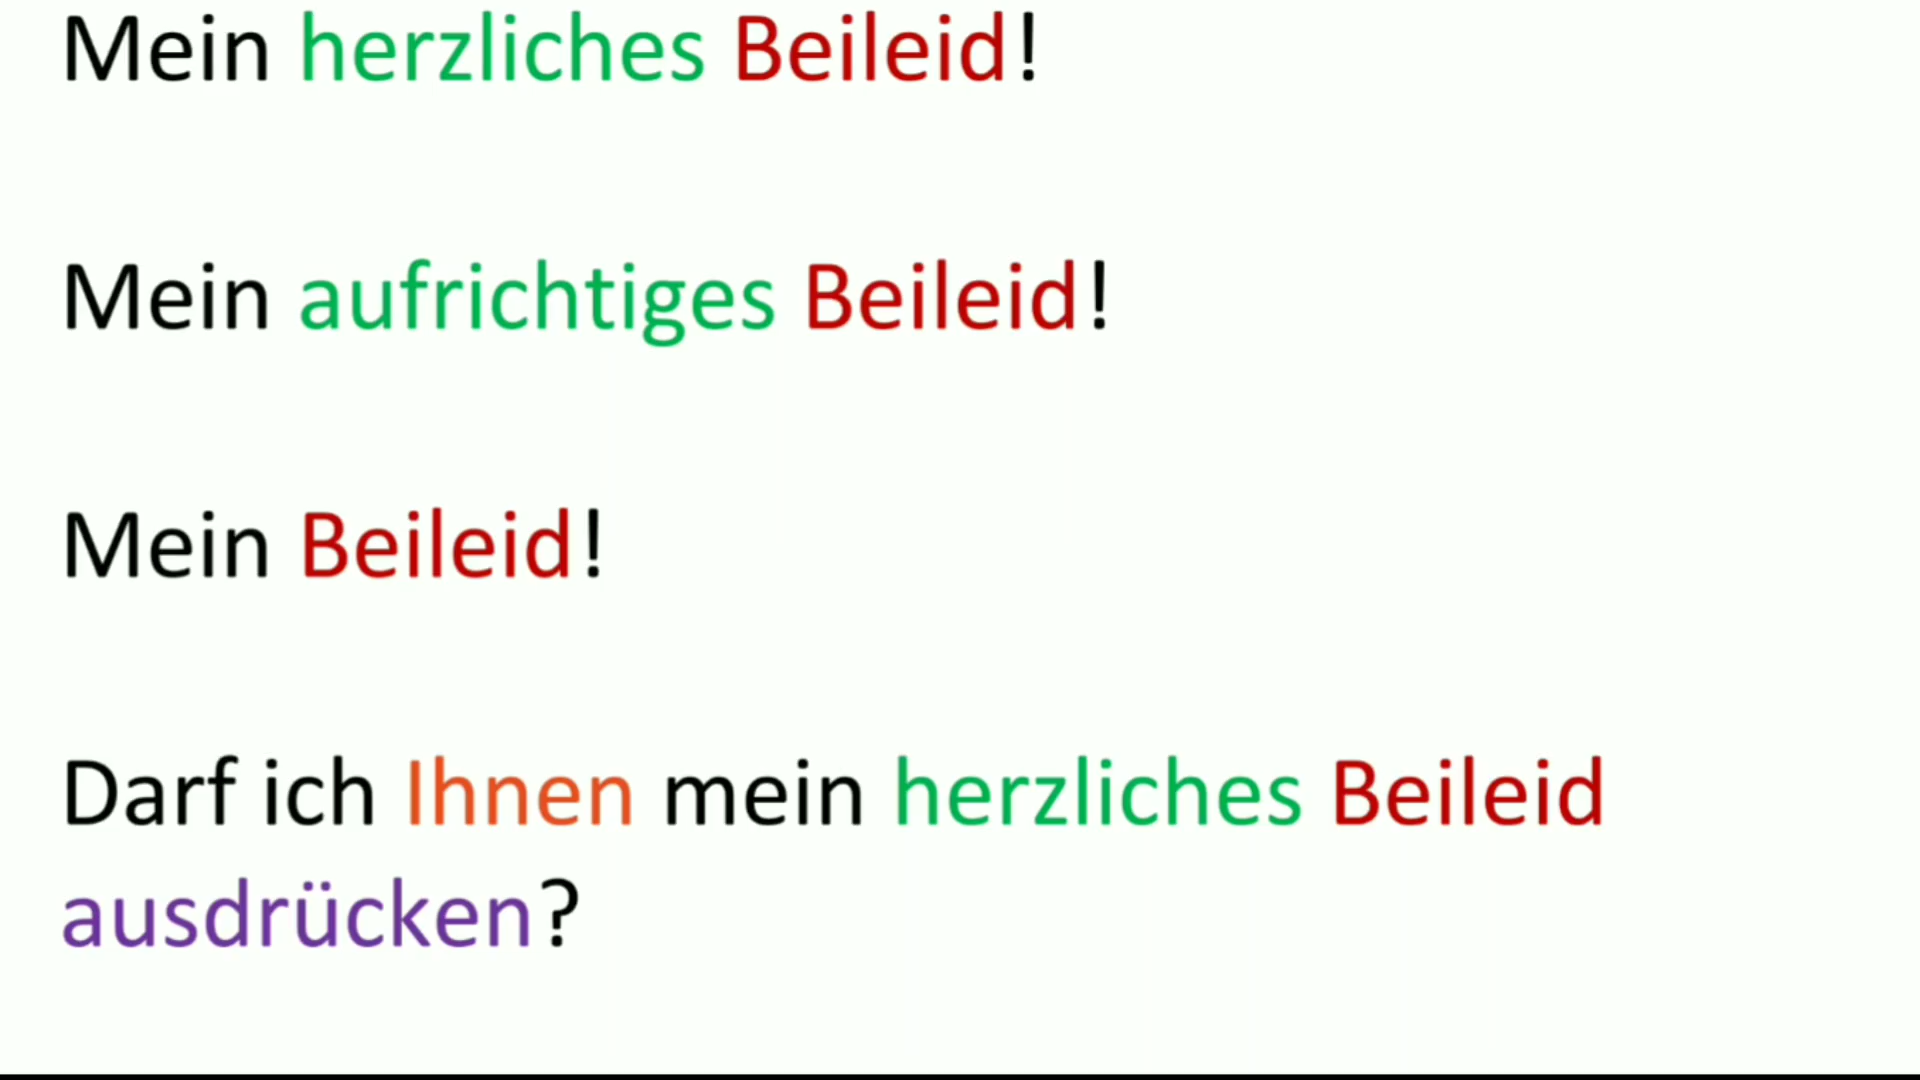 Mein herzliches Beileid!
Mein aufrichtiges Beileid!
Mein Beileid!
Darf ich Ihnen mein herzliches Beileid
ausdrücken?